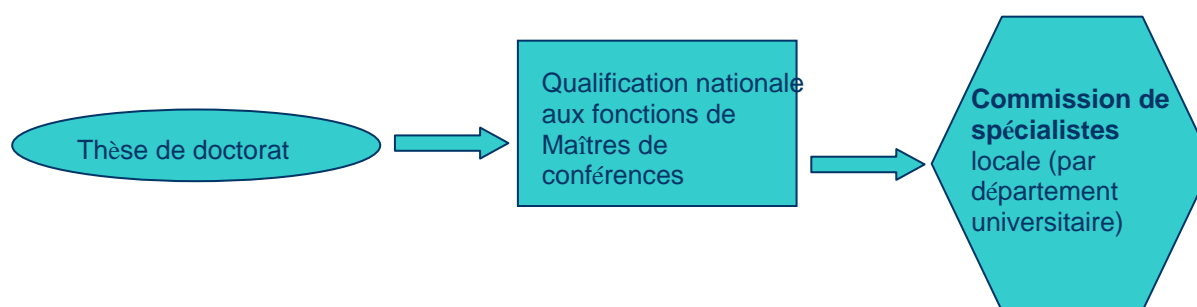 Thèse de doctorat
Qualification nationale
aux fonctions de
Maîtres de
conférences
Commission de
spécialistes
locale (par
département
universitaire)